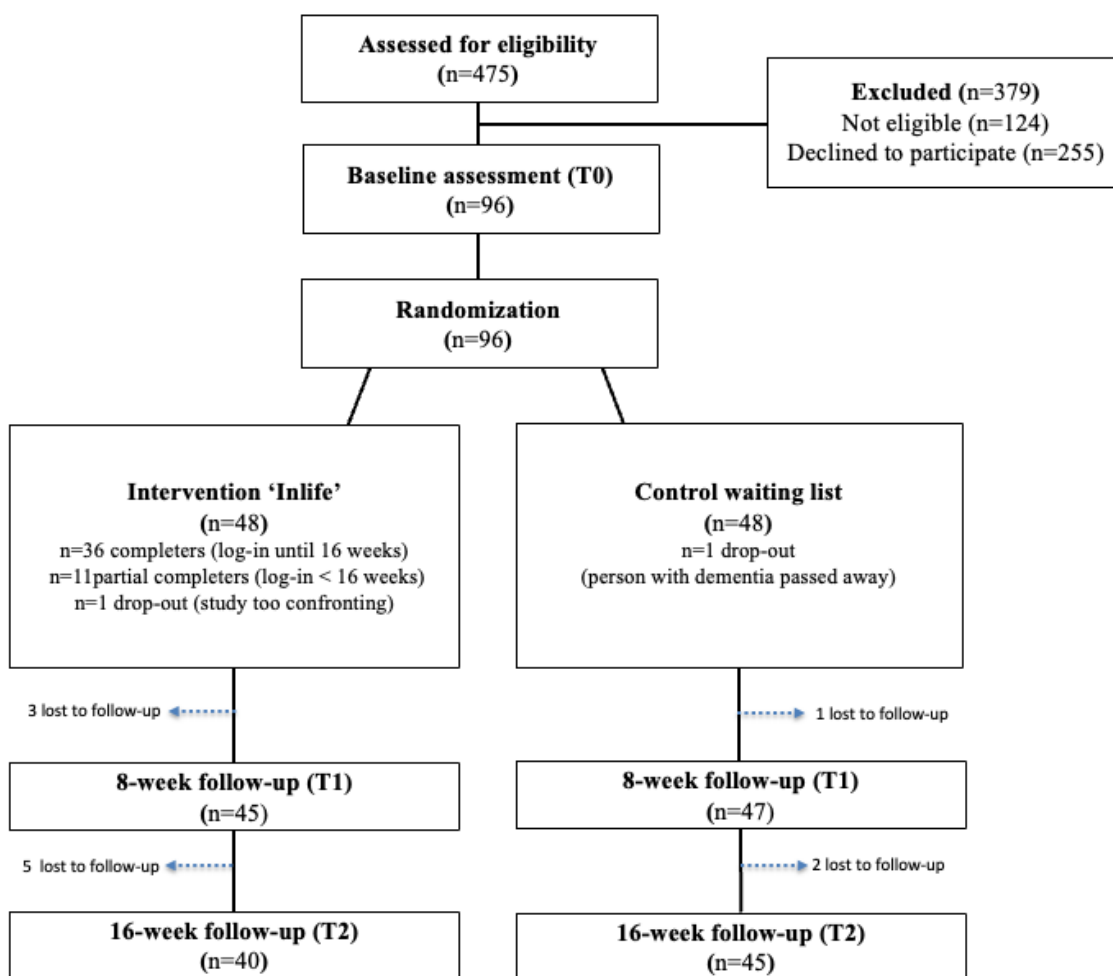 Assessed for eligibility
(n=475)
Excluded (n=379)
Not eligible (n=124)
Declined to participate (n=255)
Baseline assessment (T0)
(n=96)
Randomization
(n=96)
Intervention ‘Inlife’
(n=48)
n=36 completers (log-in until 16 weeks)
n=11partial completers (log-in < 16 weeks)
n=1 drop-out (study too confronting)
Control waiting list
(n=48)
n=1 drop-out
(person with dementia passed away)
3 lost to follow-up
1 lost to follow-up
8-week follow-up (T1)
(n=45)
8-week follow-up (T1)
(n=47)
5 lost to follow-up
2 lost to follow-up
16-week follow-up (T2)
(n=40)
16-week follow-up (T2)
(n=45)